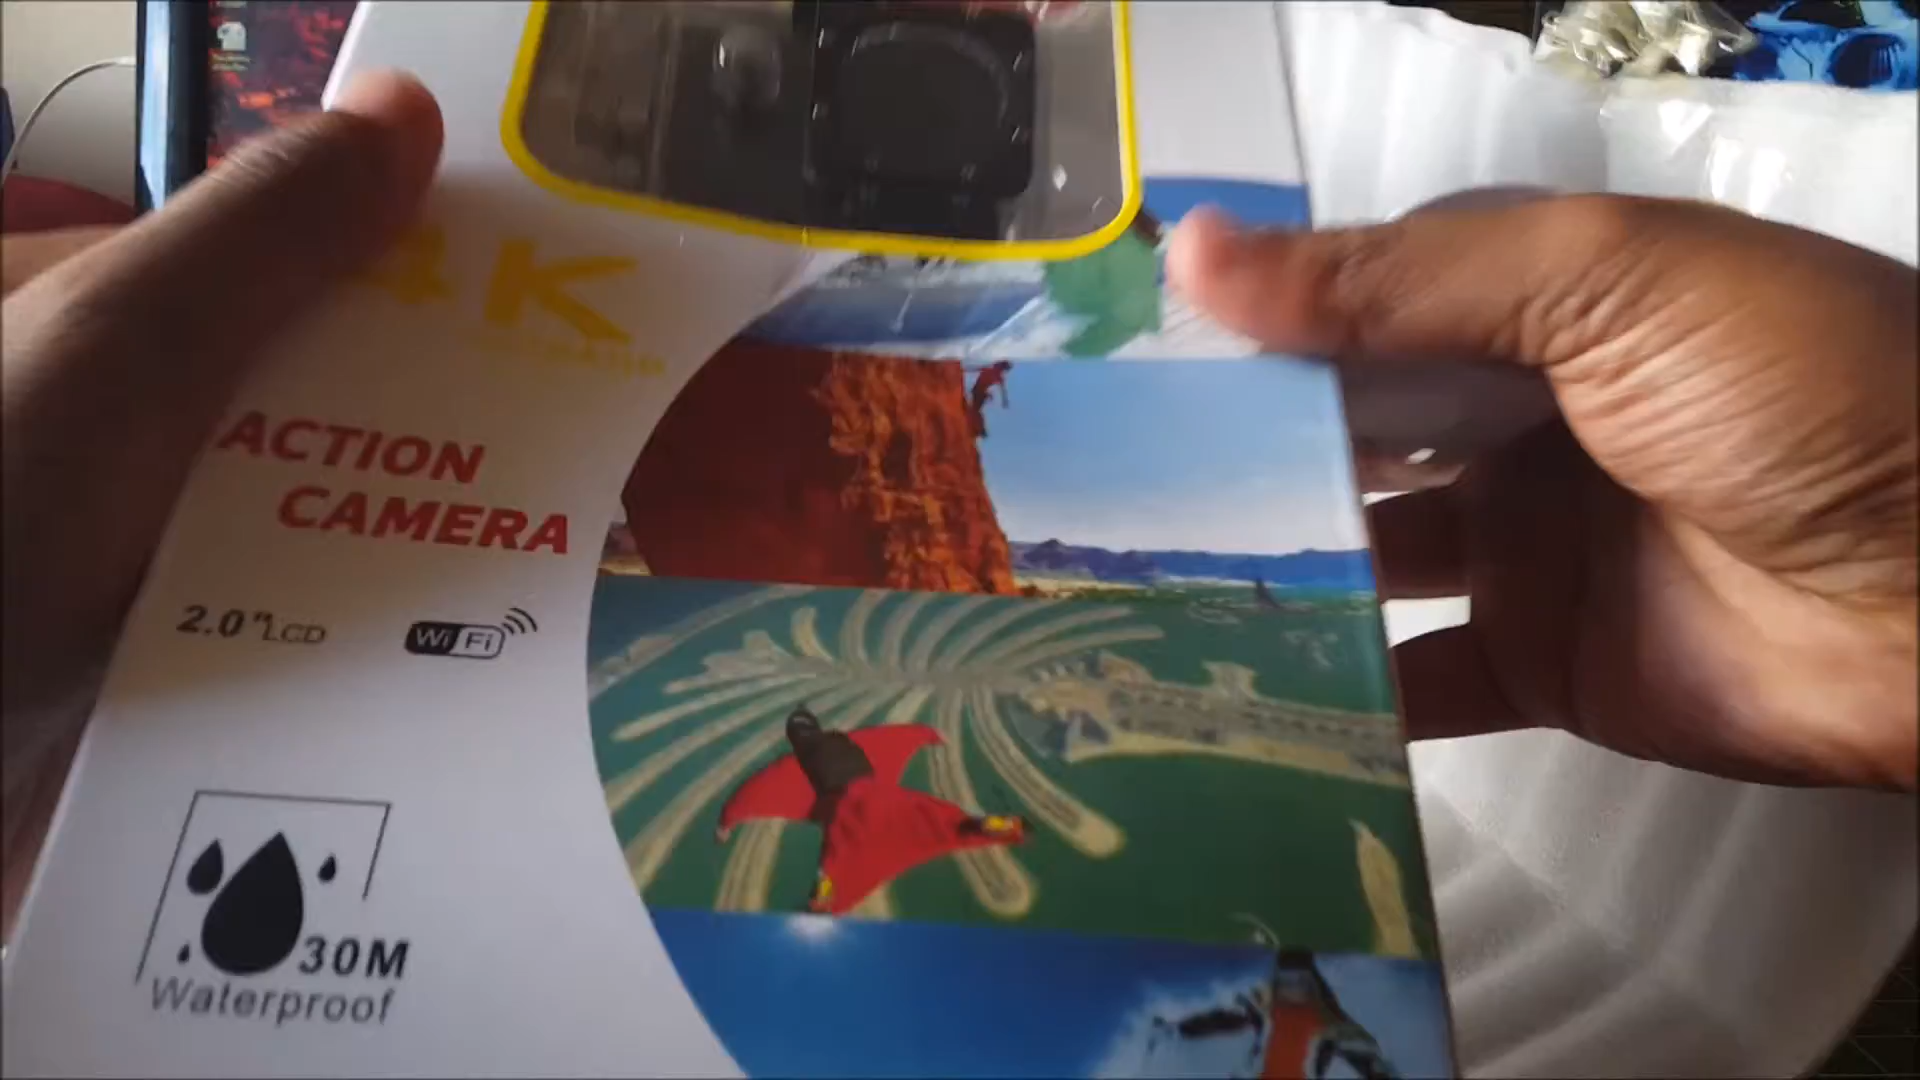 4K
ACTION
CAMERA
2.0"LCD
WiFi
30M
Waterproof